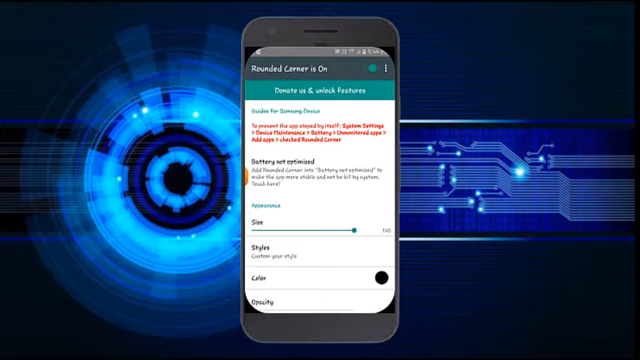 Rounded Corner is On
Donate us & unlock features
Guides for Samsung Device
To prevent the app stoped by itself: System Settings
> Device Maintenance > Battery > Unmonitored apps >
Add apps > checked Rounded Corner
Battery not optimized
Add Rounded Corner into "Battery not optimized" to
make the app more stable and not be kill by system.
Touch here!
Appearance
Size
Styles
Custom your style
Color
Opacity